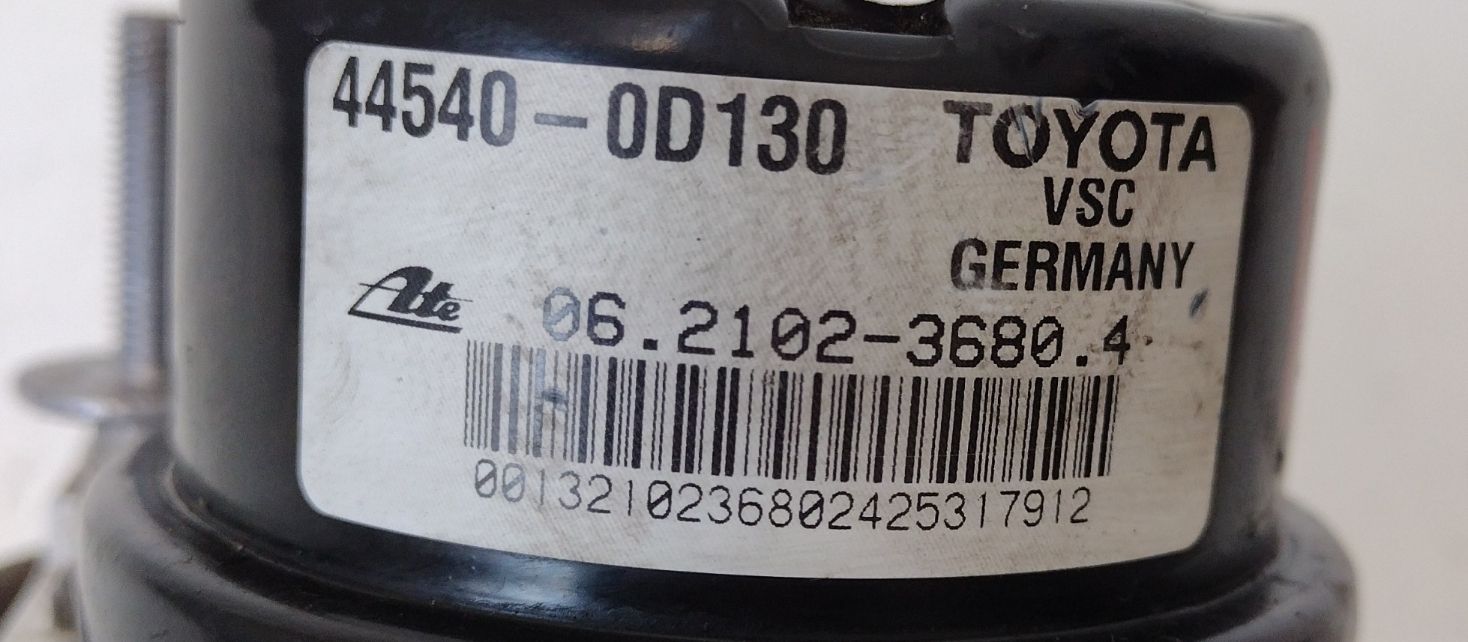 44540-0D130 TOYOTA
VSC
GERMANY
Ate 06.2102-3680.4
0013210236802425317912